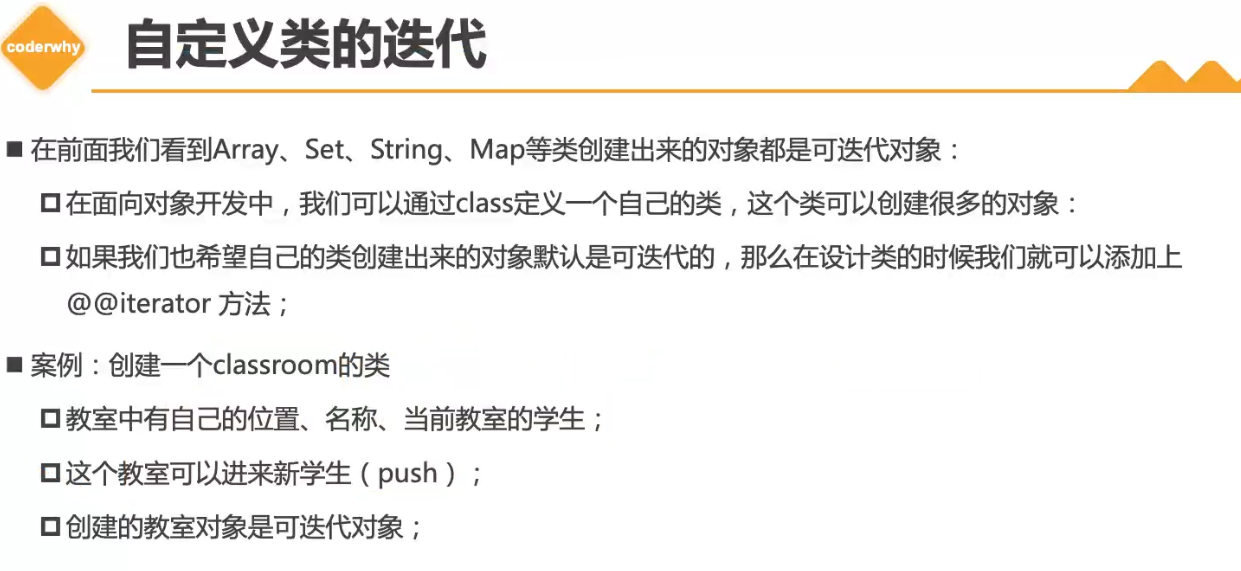 coderwhy
自定义类的迭代
在前面我们看到Array、Set、String、Map等类创建出来的对象都是可迭代对象：
在面向对象开发中，我们可以通过class定义一个自己的类，这个类可以创建很多的对象：
如果我们也希望自己的类创建出来的对象默认是可迭代的，那么在设计类的时候我们就可以添加上
@@iterator 方法；
案例：创建一个classroom的类
教室中有自己的位置、名称、当前教室的学生；
这个教室可以进来新学生（push）；
创建的教室对象是可迭代对象；